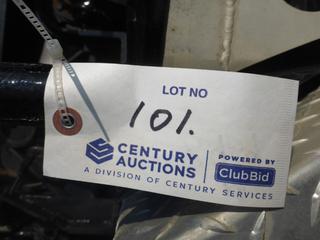 LOT NO
101.
CENTURY
AUCTIONS
POWERED BY
ClubBid
A DIVISION OF CENTURY SERVICES